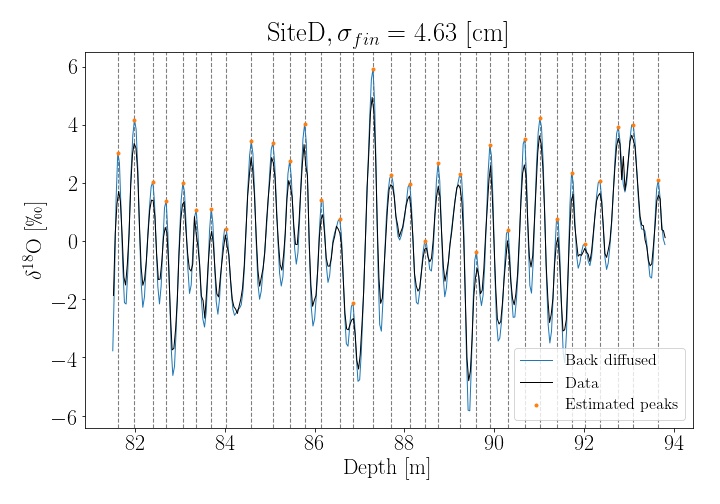 SiteD, σ_fin = 4.63 [cm]
6
4
2
0
−2
−4
−6
δ¹⁸O [‰]
Back diffused
Data
Estimated peaks
82 84 86 88 90 92 94
Depth [m]